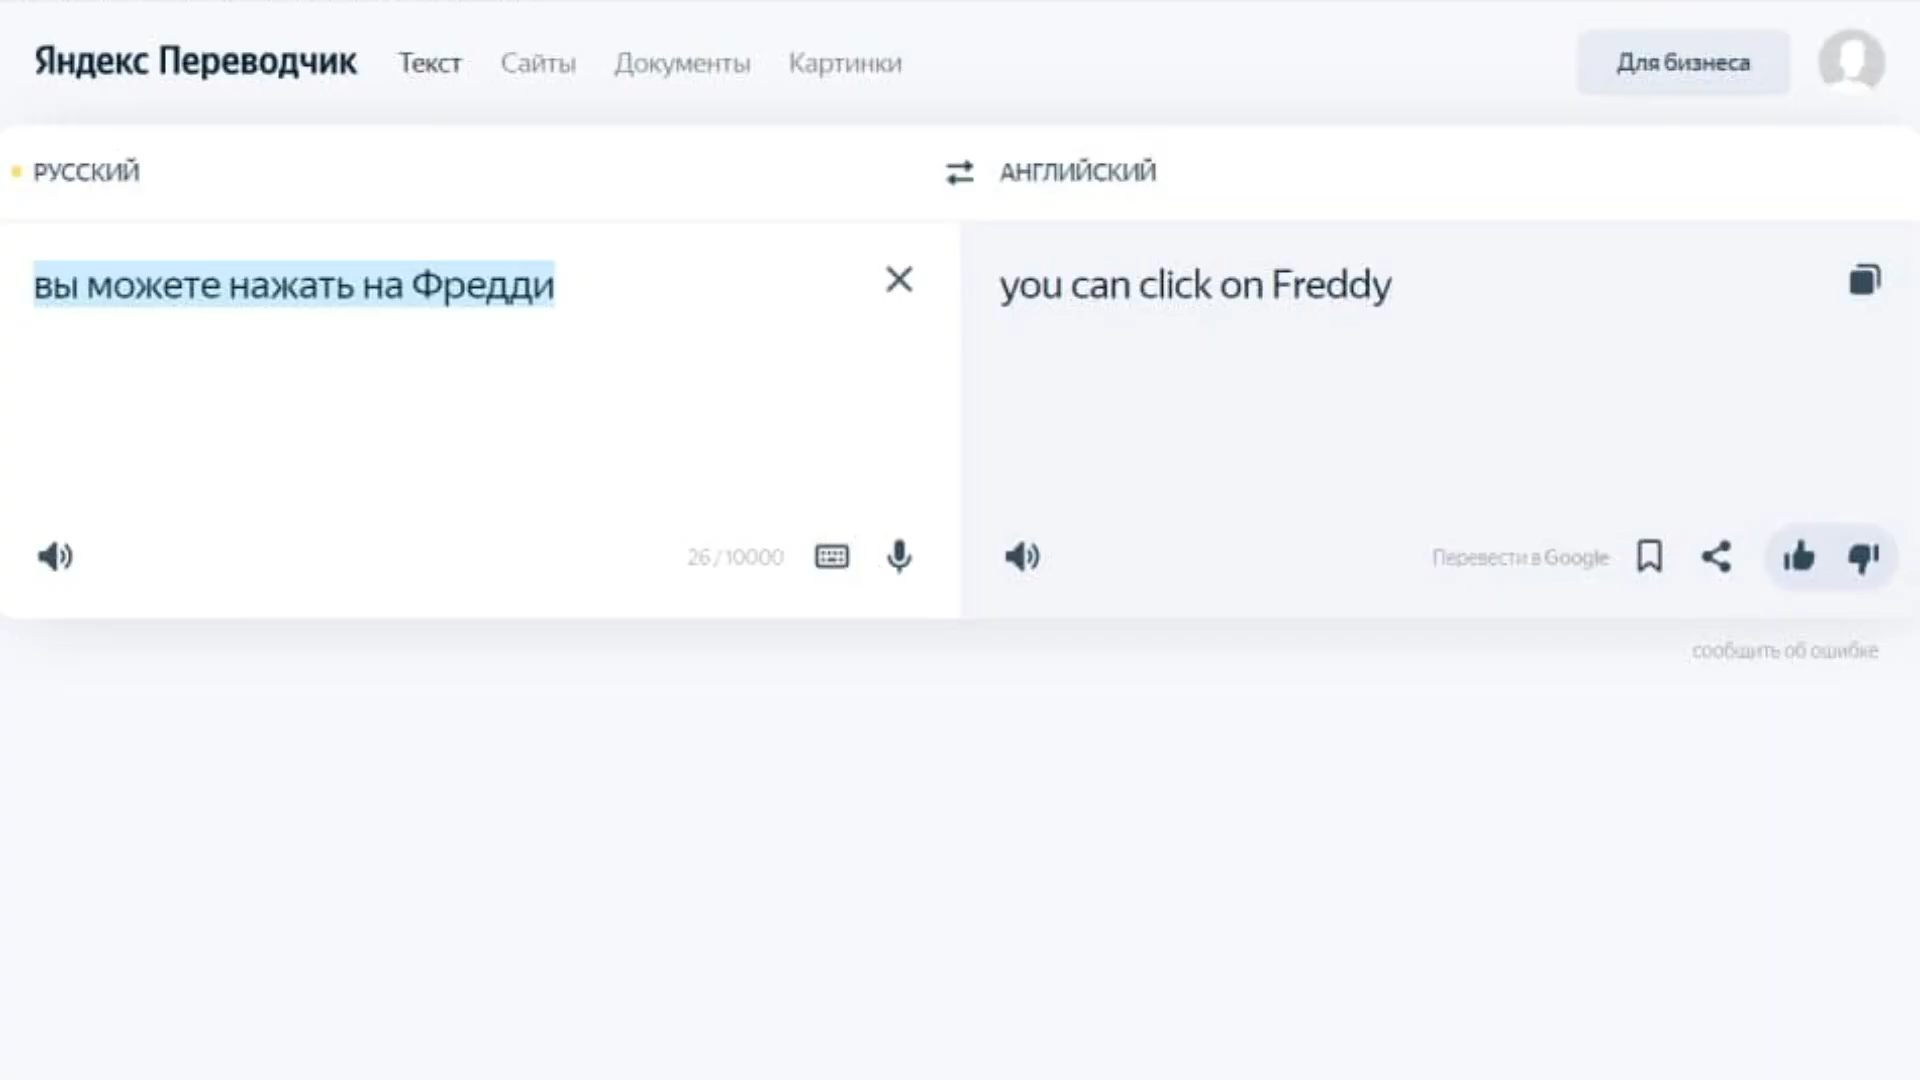 Яндекс Переводчик Текст Сайты Документы Картинки Для бизнеса
РУССКИЙ АНГЛИЙСКИЙ
вы можете нажать на Фредди
you can click on Freddy
26/10000
Перевести в Google
сообщить об ошибке